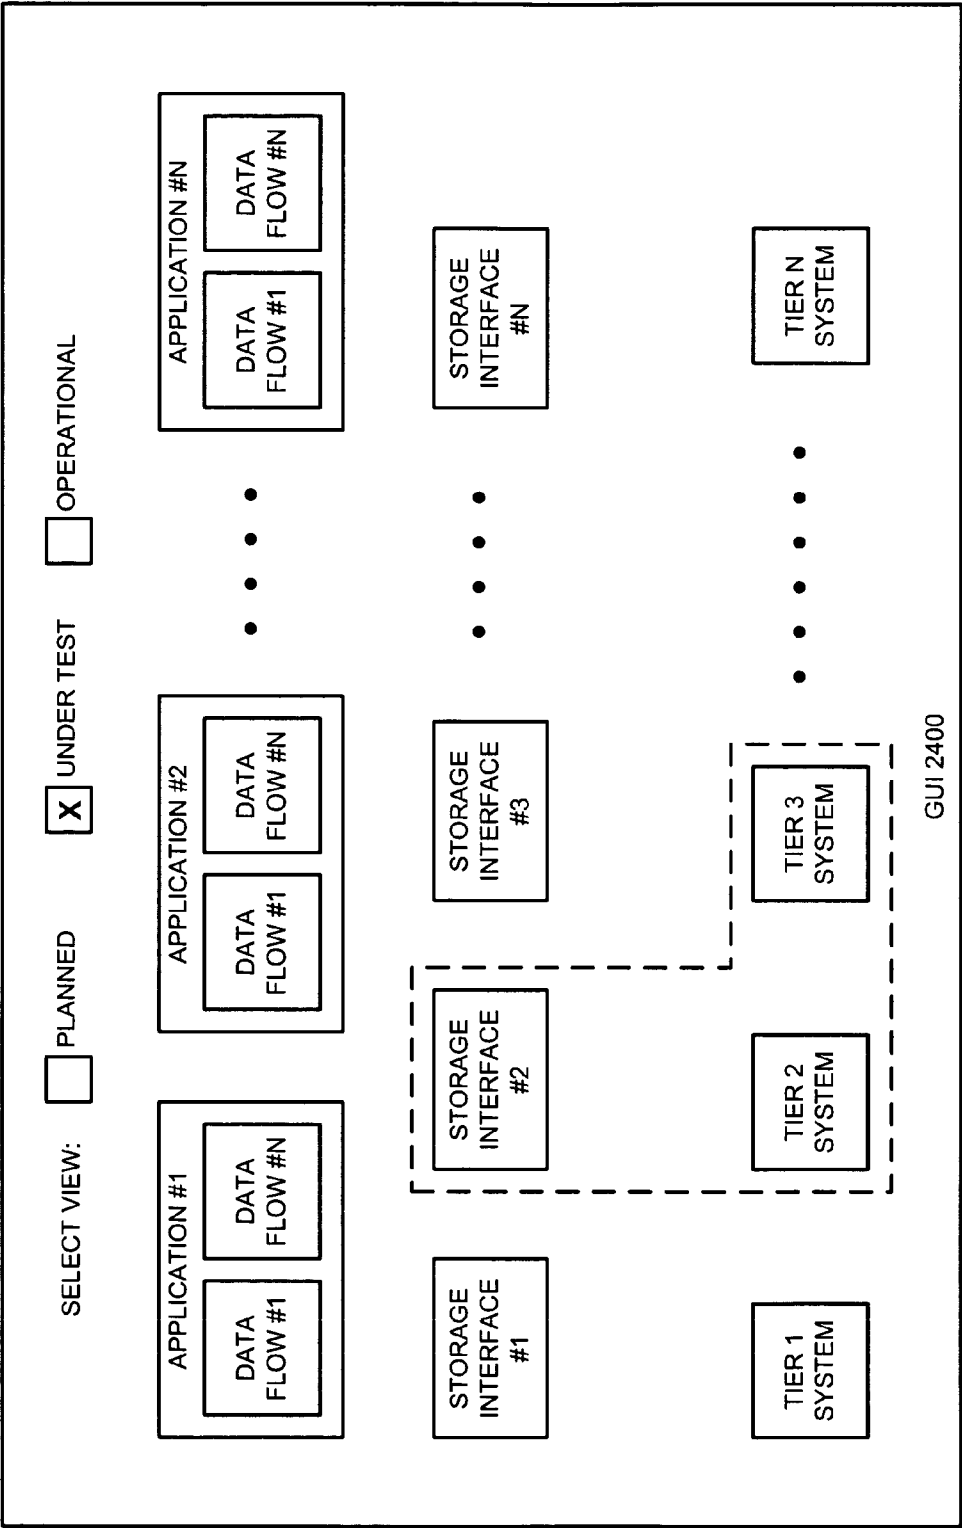 SELECT VIEW:
PLANNED
X UNDER TEST
OPERATIONAL
APPLICATION #1
DATA
FLOW #1
DATA
FLOW #N
APPLICATION #2
DATA
FLOW #1
DATA
FLOW #N
APPLICATION #N
DATA
FLOW #1
DATA
FLOW #N
STORAGE
INTERFACE
#1
STORAGE
INTERFACE
#2
STORAGE
INTERFACE
#3
STORAGE
INTERFACE
#N
TIER 1
SYSTEM
TIER 2
SYSTEM
TIER 3
SYSTEM
TIER N
SYSTEM
GUI 2400